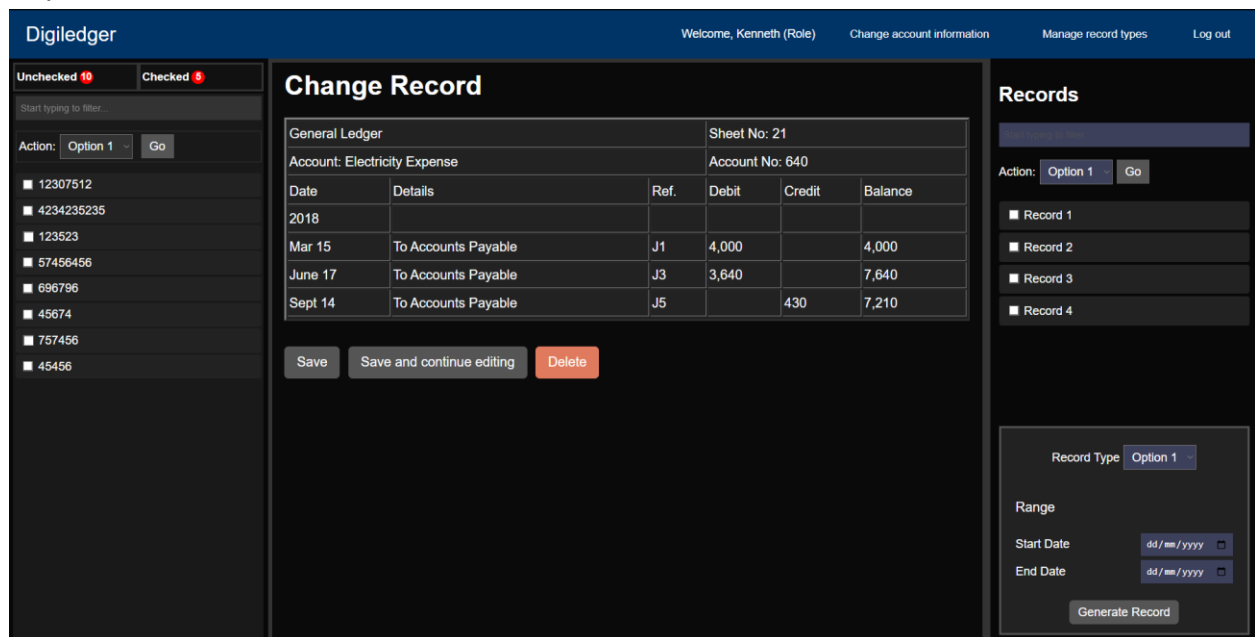 Digiledger
Welcome, Kenneth (Role) Change account information Manage record types Log out
Unchecked 10 Checked 5
Start typing to filter...
Action: Option 1 Go
12307512
4234235235
123523
57456456
696796
45674
757456
45456
Change Record
General Ledger Sheet No: 21
Account: Electricity Expense Account No: 640
Date Details Ref. Debit Credit Balance
2018
Mar 15 To Accounts Payable J1 4,000 4,000
June 17 To Accounts Payable J3 3,640 7,640
Sept 14 To Accounts Payable J5 430 7,210
Save Save and continue editing Delete
Records
Start typing to filter...
Action: Option 1 Go
Record 1
Record 2
Record 3
Record 4
Record Type Option 1
Range
Start Date dd/mm/yyyy
End Date dd/mm/yyyy
Generate Record